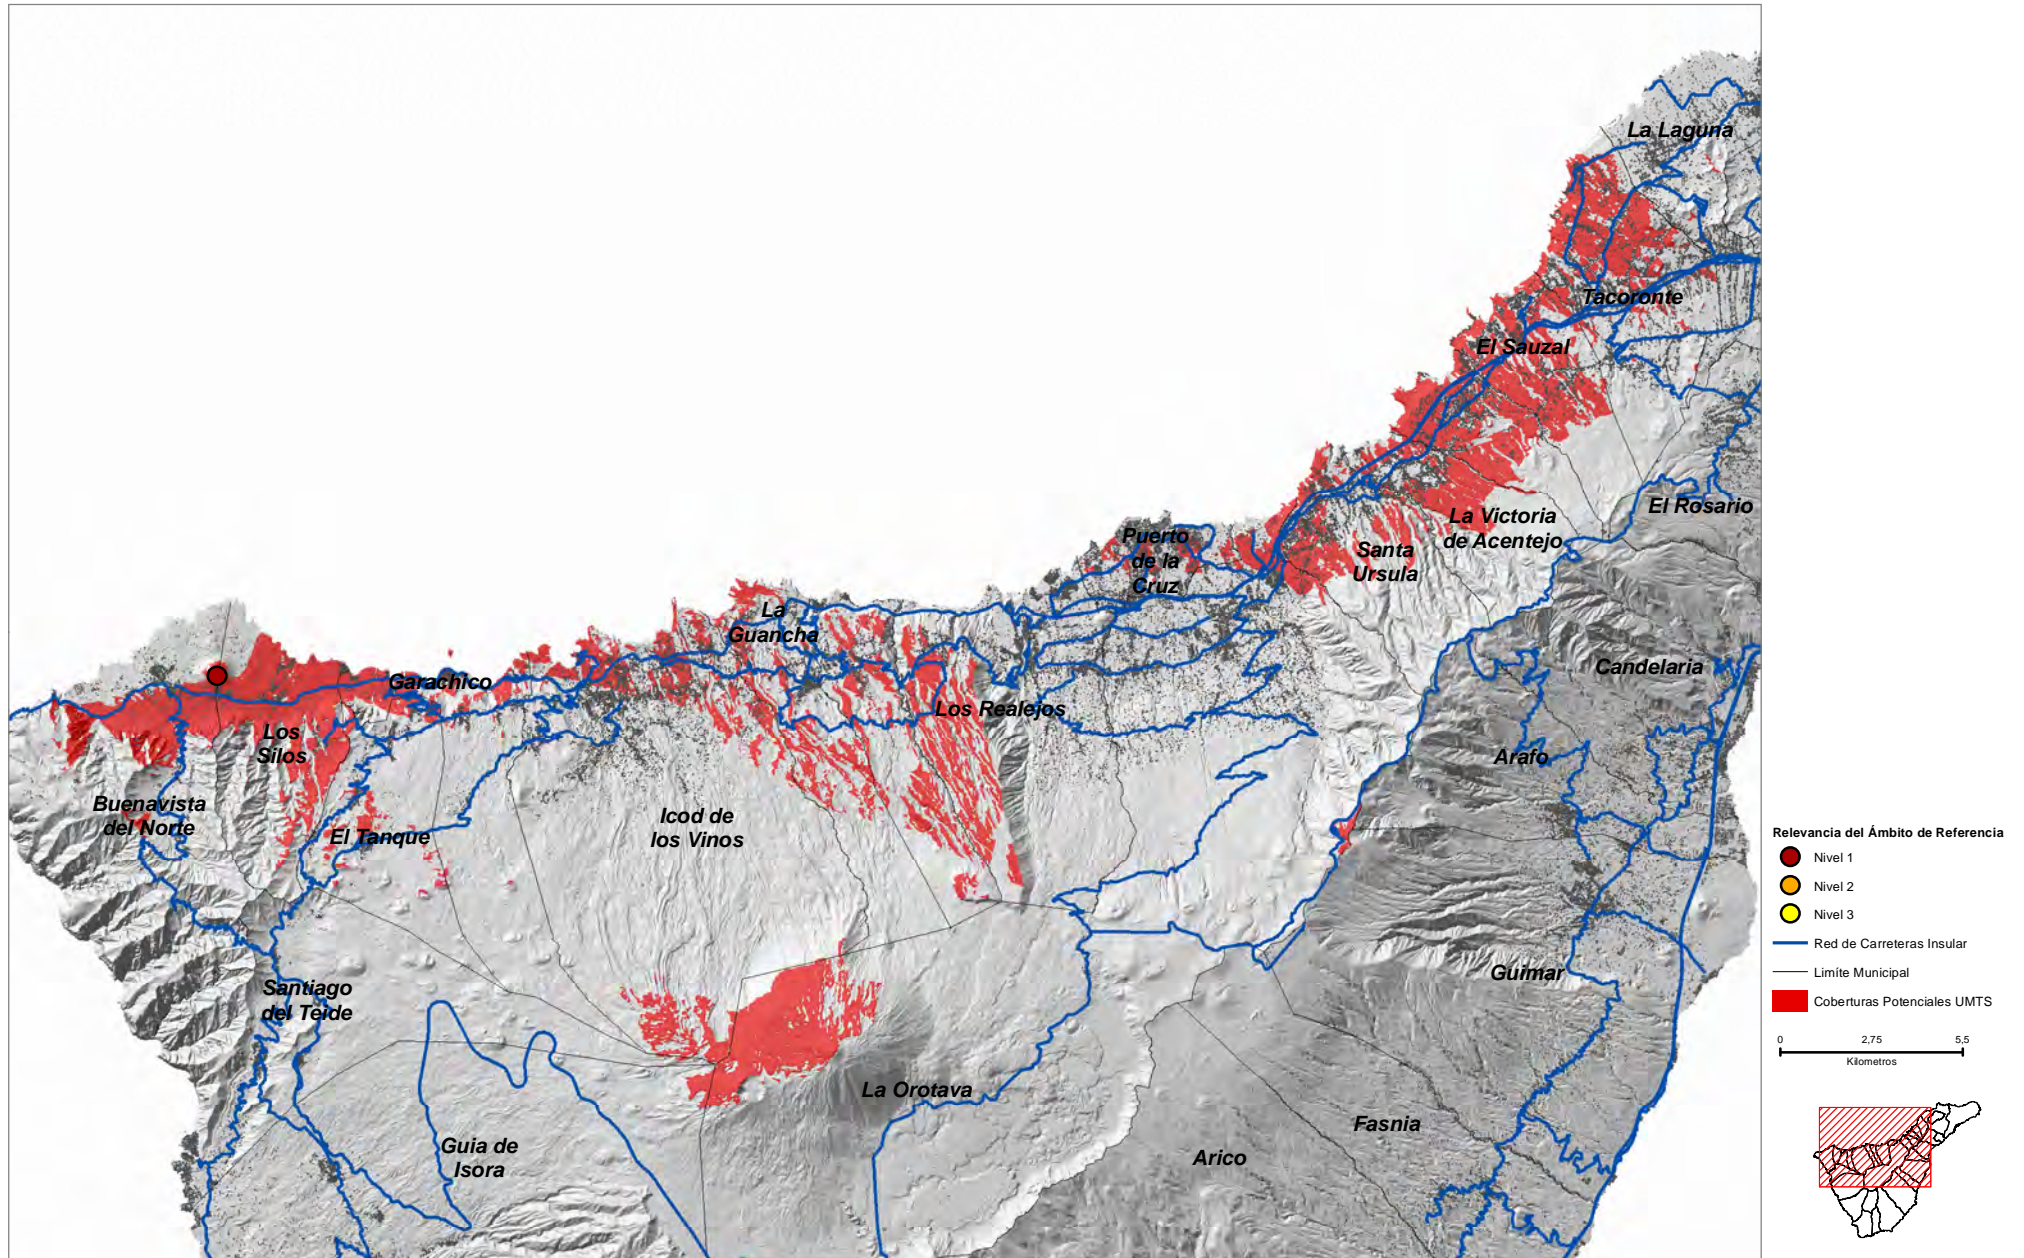 La Laguna
Tacoronte
El Sauzal
El Rosario
La Victoria
de Acentejo
Puerto
de la
Cruz
Santa
Ursula
La
Guancha
Candelaria
Garachico
Los Realejos
Los
Silos
Arafo
Buenavista
del Norte
El Tanque
Icod de
los Vinos
Guimar
Santiago
del Teide
La Orotava
Fasnia
Guia de
Isora
Arico
Relevancia del Ámbito de Referencia
Nivel 1
Nivel 2
Nivel 3
Red de Carreteras Insular
Limíte Municipal
Coberturas Potenciales UMTS
0 2,75 5,5
Kilometros